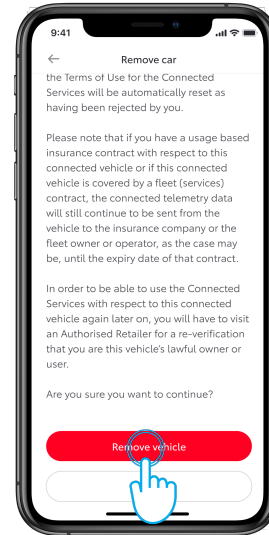 9:41
Remove car
the Terms of Use for the Connected
Services will be automatically reset as
having been rejected by you.
Please note that if you have a usage based
insurance contract with respect to this
connected vehicle or if this connected
vehicle is covered by a fleet (services)
contract, the connected telemetry data
will still continue to be sent from the
vehicle to the insurance company or the
fleet owner or operator, as the case may
be, until the expiry date of that contract.
In order to be able to use the Connected
Services with respect to this connected
vehicle again later on, you will have to visit
an Authorised Retailer for a re-verification
that you are this vehicle's lawful owner or
user.
Are you sure you want to continue?
Remove vehicle